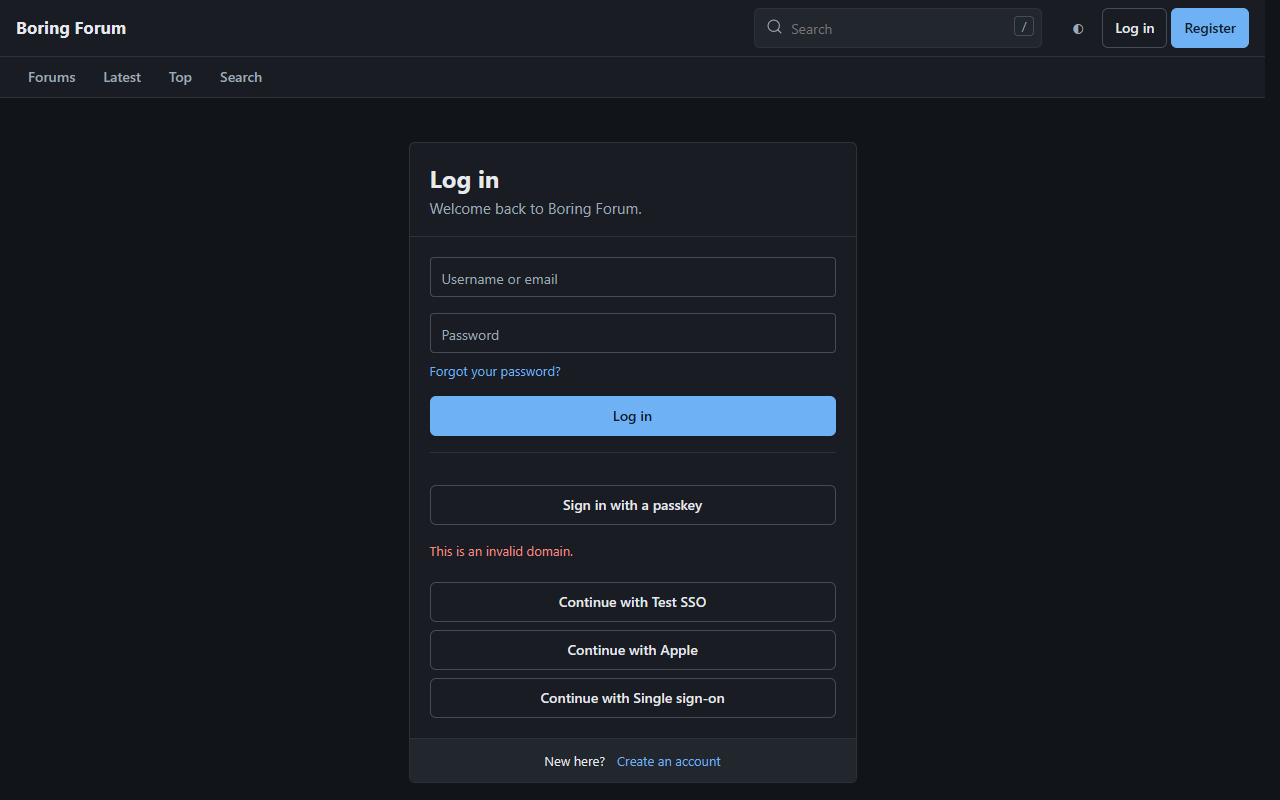 Boring Forum
Search
/
Log in
Register
Forums
Latest
Top
Search
Log in
Welcome back to Boring Forum.
Username or email
Password
Forgot your password?
Log in
Sign in with a passkey
This is an invalid domain.
Continue with Test SSO
Continue with Apple
Continue with Single sign-on
New here? Create an account